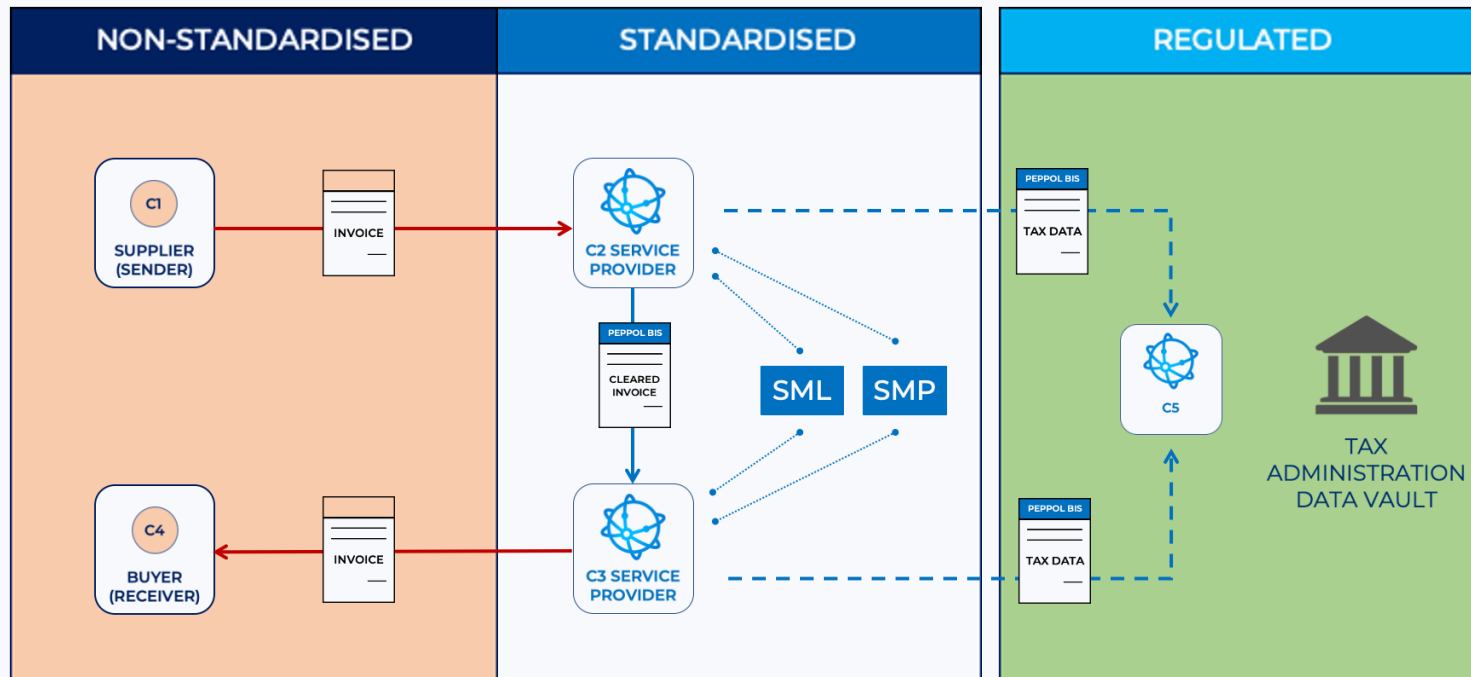 NON-STANDARDISED
STANDARDISED
REGULATED
C1
SUPPLIER
(SENDER)
INVOICE
C2 SERVICE
PROVIDER
PEPPOL BIS
TAX DATA
PEPPOL BIS
CLEARED
INVOICE
SML
SMP
C5
TAX
ADMINISTRATION
DATA VAULT
C4
BUYER
(RECEIVER)
INVOICE
C3 SERVICE
PROVIDER
PEPPOL BIS
TAX DATA